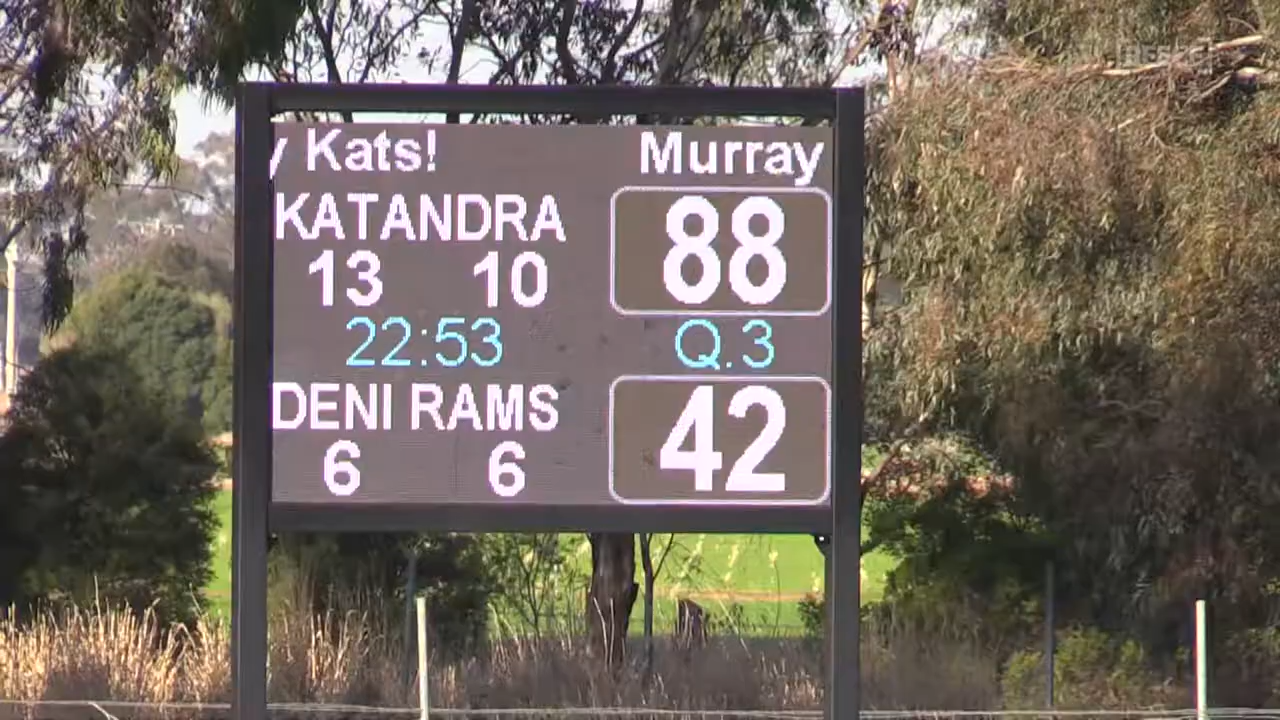 y Kats! Murray
KATANDRA
13 10 88
22:53 Q.3
DENI RAMS
6 6 42